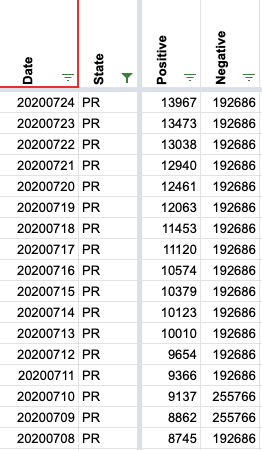 Date State Positive Negative
20200724 PR 13967 192686
20200723 PR 13473 192686
20200722 PR 13038 192686
20200721 PR 12940 192686
20200720 PR 12461 192686
20200719 PR 12063 192686
20200718 PR 11453 192686
20200717 PR 11120 192686
20200716 PR 10574 192686
20200715 PR 10379 192686
20200714 PR 10123 192686
20200713 PR 10010 192686
20200712 PR 9654 192686
20200711 PR 9366 192686
20200710 PR 9137 255766
20200709 PR 8862 255766
20200708 PR 8745 192686